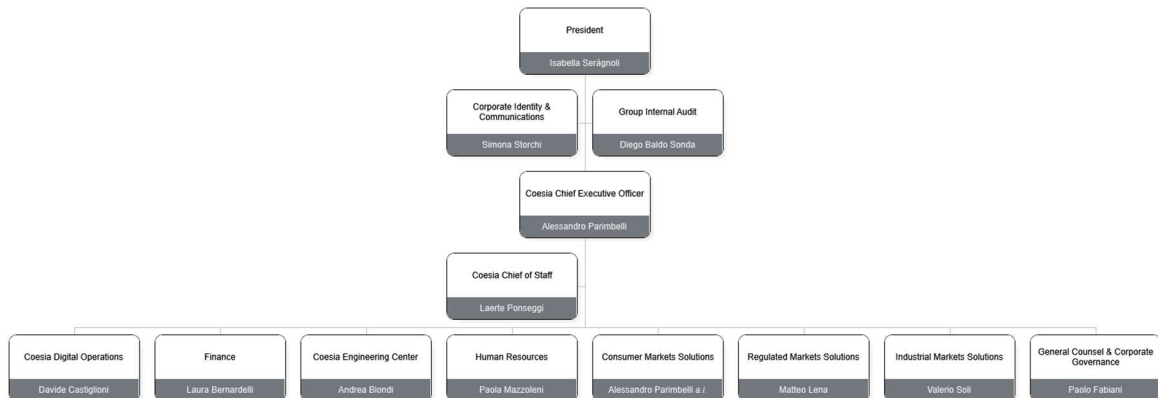 President
Isabella Seràgnoli
Corporate Identity &
Communications
Simona Storchi
Group Internal Audit
Diego Baldo Sonda
Coesia Chief Executive Officer
Alessandro Parimbelli
Coesia Chief of Staff
Laerte Ponseggi
Coesia Digital Operations
Davide Castiglioni
Finance
Laura Bernardelli
Coesia Engineering Center
Andrea Biondi
Human Resources
Paola Mazzoleni
Consumer Markets Solutions
Alessandro Parimbelli a.i.
Regulated Markets Solutions
Matteo Lena
Industrial Markets Solutions
Valerio Soli
General Counsel & Corporate
Governance
Paolo Fabiani